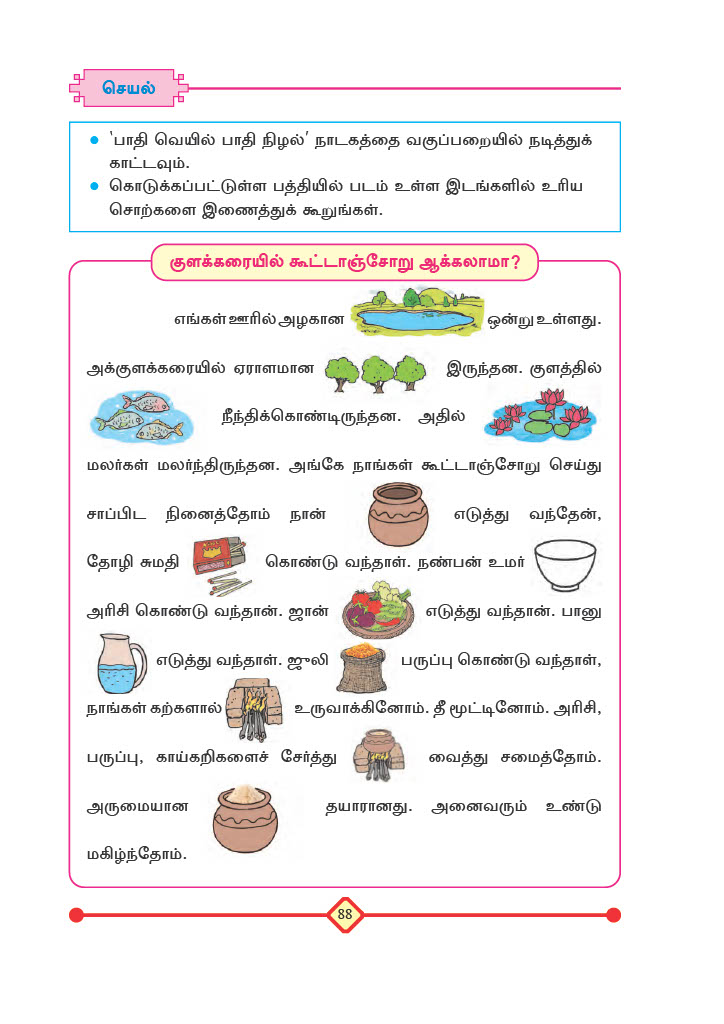 செயல்
‘பாதி வெயில் பாதி நிழல்’ நாடகத்தை வகுப்பறையில் நடித்துக்
காட்டவும்.
கொடுக்கப்பட்டுள்ள பத்தியில் படம் உள்ள இடங்களில் உரிய
சொற்களை இணைத்துக் கூறுங்கள்.
குளக்கரையில் கூட்டாஞ்சோறு ஆக்கலாமா?
எங்கள் ஊரில் அழகான ஒன்று உள்ளது.
அக்குளக்கரையில் ஏராளமான இருந்தன. குளத்தில்
நீந்திக்கொண்டிருந்தன. அதில்
மலர்கள் மலர்ந்திருந்தன. அங்கே நாங்கள் கூட்டாஞ்சோறு செய்து
சாப்பிட நினைத்தோம் நான் எடுத்து வந்தேன்,
தோழி சுமதி கொண்டு வந்தாள். நண்பன் உமர்
அரிசி கொண்டு வந்தான். ஜான் எடுத்து வந்தான். பானு
எடுத்து வந்தாள். ஜுலி பருப்பு கொண்டு வந்தாள்,
நாங்கள் கற்களால் உருவாக்கினோம். தீ மூட்டினோம். அரிசி,
பருப்பு, காய்கறிகளைச் சேர்த்து வைத்து சமைத்தோம்.
அருமையான தயாரானது. அனைவரும் உண்டு
மகிழ்ந்தோம்.
88